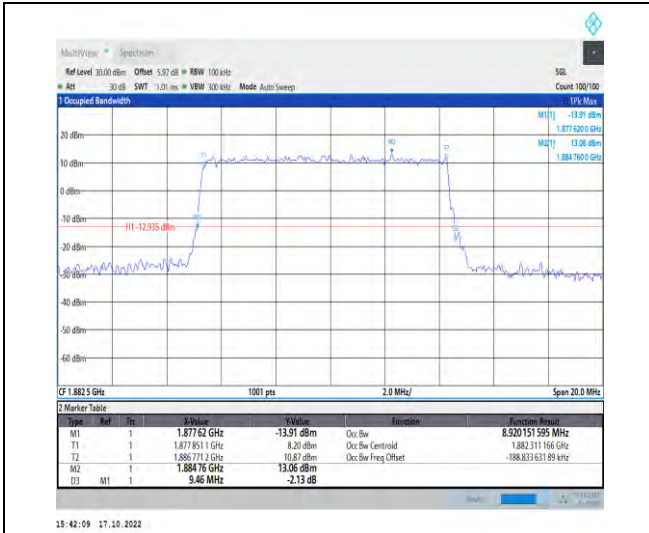 MultiView Spectrum
Ref Level 30.00 dBm Offset 5.97 dB RBW 100 kHz SGL
Att 30 dB SWT 1.01 ms VBW 300 kHz Mode Auto Sweep Count 100/100
1 Occupied Bandwidth 1Pk Max
M1[1] -13.91 dBm
1.877 620 0 GHz
M2[1] 13.06 dBm
1.884 760 0 GHz
20 dBm
M2
T1
T2
10 dBm
0 dBm
-10 dBm
H1 -12.935 dBm
-20 dBm
-30 dBm
-40 dBm
-50 dBm
-60 dBm
CF 1.882 5 GHz 1001 pts 2.0 MHz/ Span 20.0 MHz
2 Marker Table
Type Ref Trc X-Value Y-Value Function Function Result
M1 1 1.877 62 GHz -13.91 dBm Occ Bw 8.920 151 595 MHz
T1 1 1.877 851 1 GHz 8.20 dBm Occ Bw Centroid 1.882 311 166 GHz
T2 1 1.886 771 2 GHz 10.87 dBm Occ Bw Freq Offset -188.833 631 89 kHz
M2 1 1.884 76 GHz 13.06 dBm
D3 M1 1 9.46 MHz -2.13 dB
15:42:09 17.10.2022